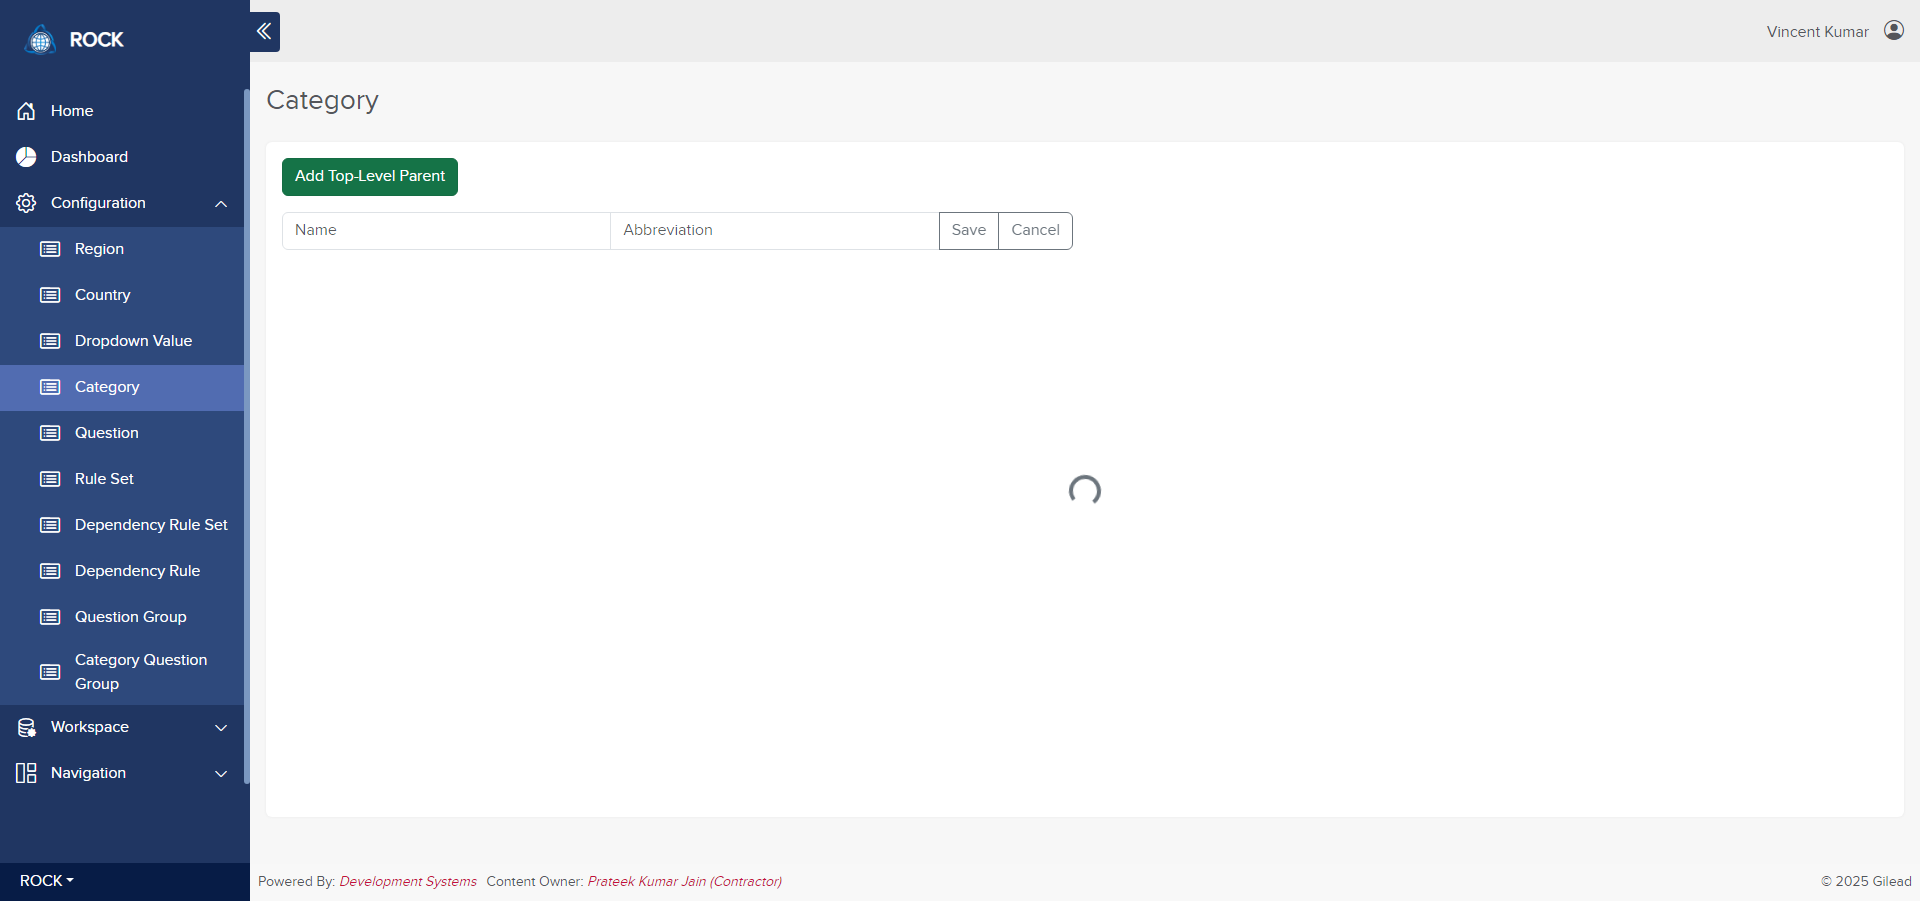 ROCK
Vincent Kumar
Home
Dashboard
Configuration
Region
Country
Dropdown Value
Category
Question
Rule Set
Dependency Rule Set
Dependency Rule
Question Group
Category Question
Group
Workspace
Navigation
ROCK
Category
Add Top-Level Parent
Name Abbreviation Save Cancel
Powered By: Development Systems Content Owner: Prateek Kumar Jain (Contractor)
© 2025 Gilead